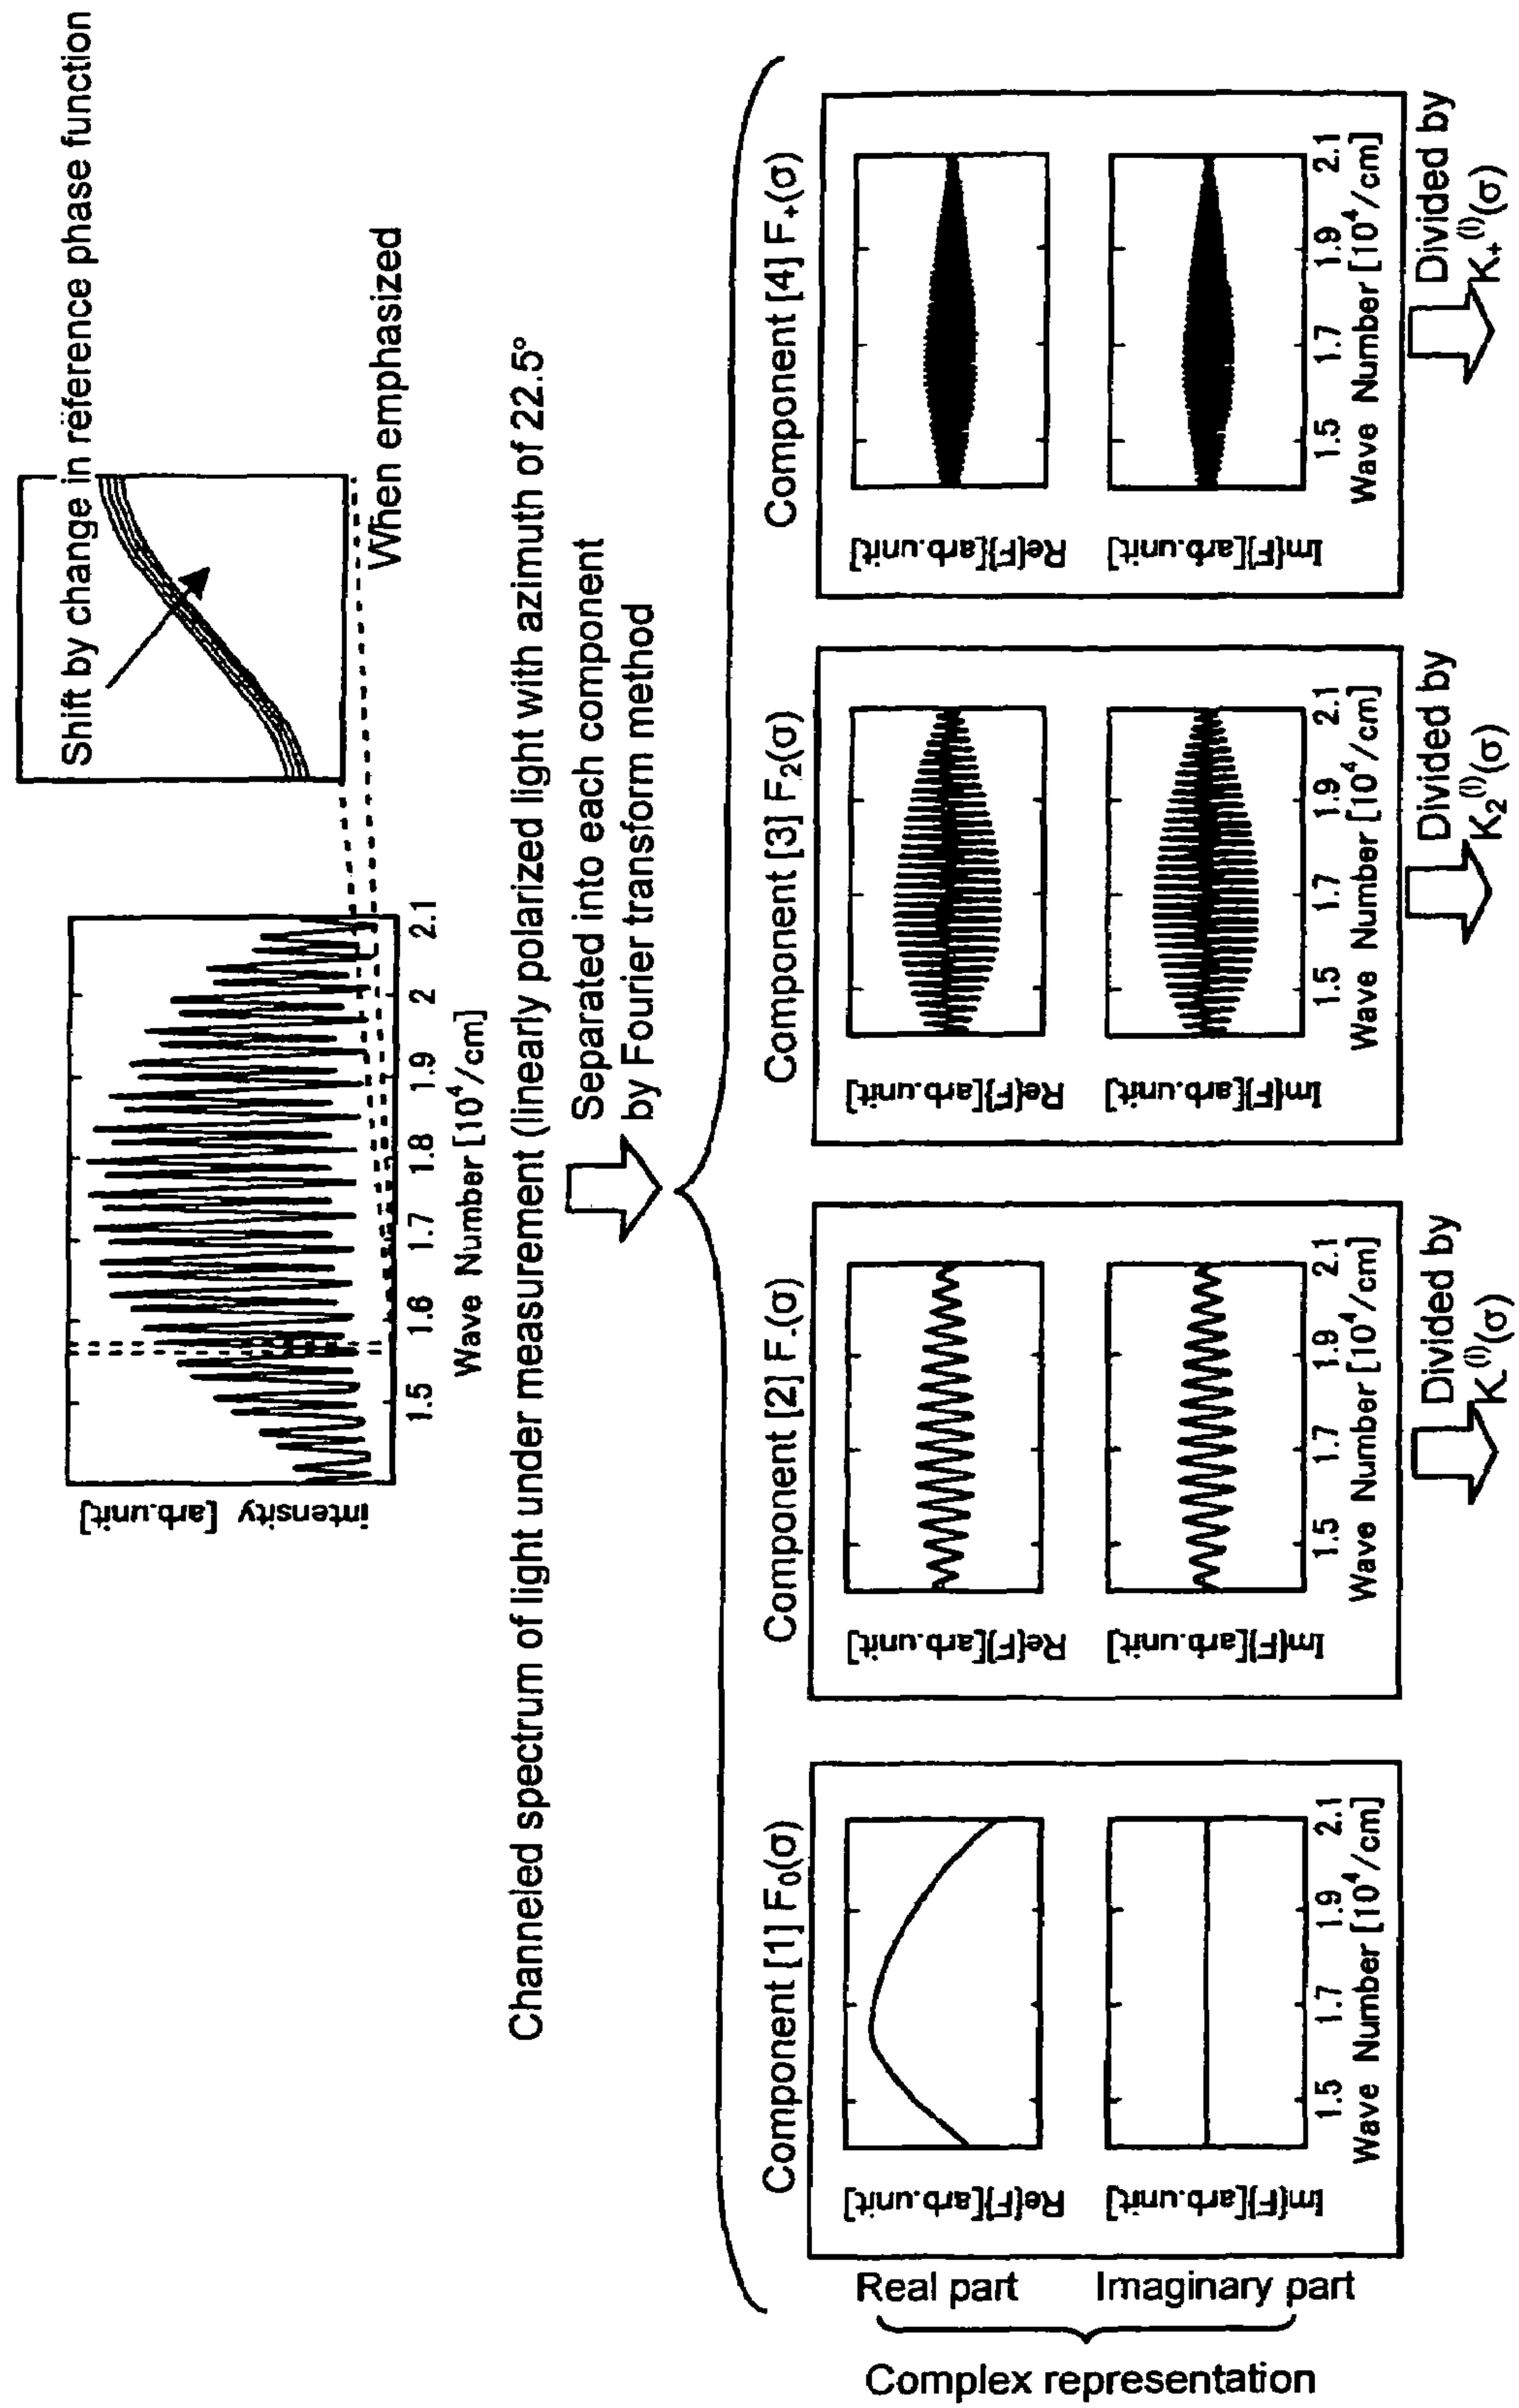 Shift by change in reference phase function
When emphasized
intensity [arb.unit]
1.5 1.6 1.7 1.8 1.9 2 2.1
Wave Number [10⁴/cm]
Channeled spectrum of light under measurement (linearly polarized light with azimuth of 22.5°
Separated into each component
by Fourier transform method
Complex representation
Real part
Imaginary part
Component [1] F₀(σ)
Re{F}[arb.unit]
Im{F}[arb.unit]
1.5 1.7 1.9 2.1
Wave Number [10⁴/cm]
Component [2] F₋(σ)
Re{F}[arb.unit]
Im{F}[arb.unit]
1.5 1.7 1.9 2.1
Wave Number [10⁴/cm]
Divided by
K₋⁽ⁱ⁾(σ)
Component [3] F₂(σ)
Re{F}[arb.unit]
Im{F}[arb.unit]
1.5 1.7 1.9 2.1
Wave Number [10⁴/cm]
Divided by
K₂⁽ⁱ⁾(σ)
Component [4] F₊(σ)
Re{F}[arb.unit]
Im{F}[arb.unit]
1.5 1.7 1.9 2.1
Wave Number [10⁴/cm]
Divided by
K₊⁽ⁱ⁾(σ)